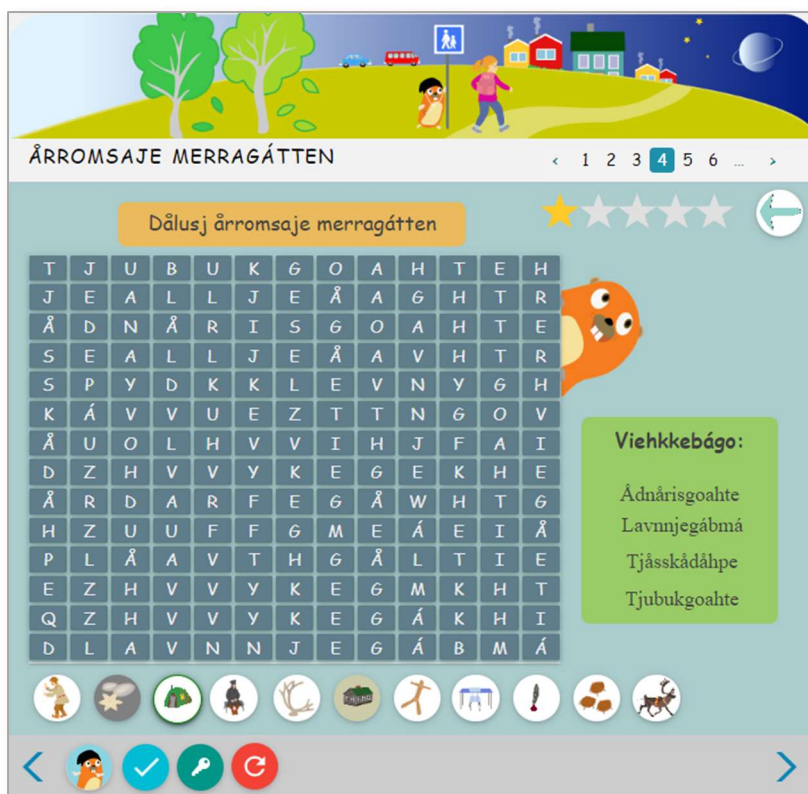 ÅRROMSAJE MERRAGÁTTEN
‹ 1 2 3 4 5 6 ... ›
Dålusj årromsaje merragátten
T J U B U K G O A H T E H
J E A L L J E Å A G H T R
Å D N Å R I S G O A H T E
S E A L L J E Å A V H T R
S P Y D K K L E V N Y G H
K Á V V U E Z T T N G O V
Å U O L H V V I H J F A I
D Z H V V Y K E G E K H E
Å R D A R F E G Å W H T G
H Z U U F F G M E Á E I Å
P L Å A V T H G Å L T I E
E Z H V V Y K E G M K H T
Q Z H V V Y K E G Á K H I
D L A V N N J E G Á B M Á
Viehkkebágo:
Ådnårisgoahte
Lavnnjegábmá
Tjåsskådåhpe
Tjubukgoahte